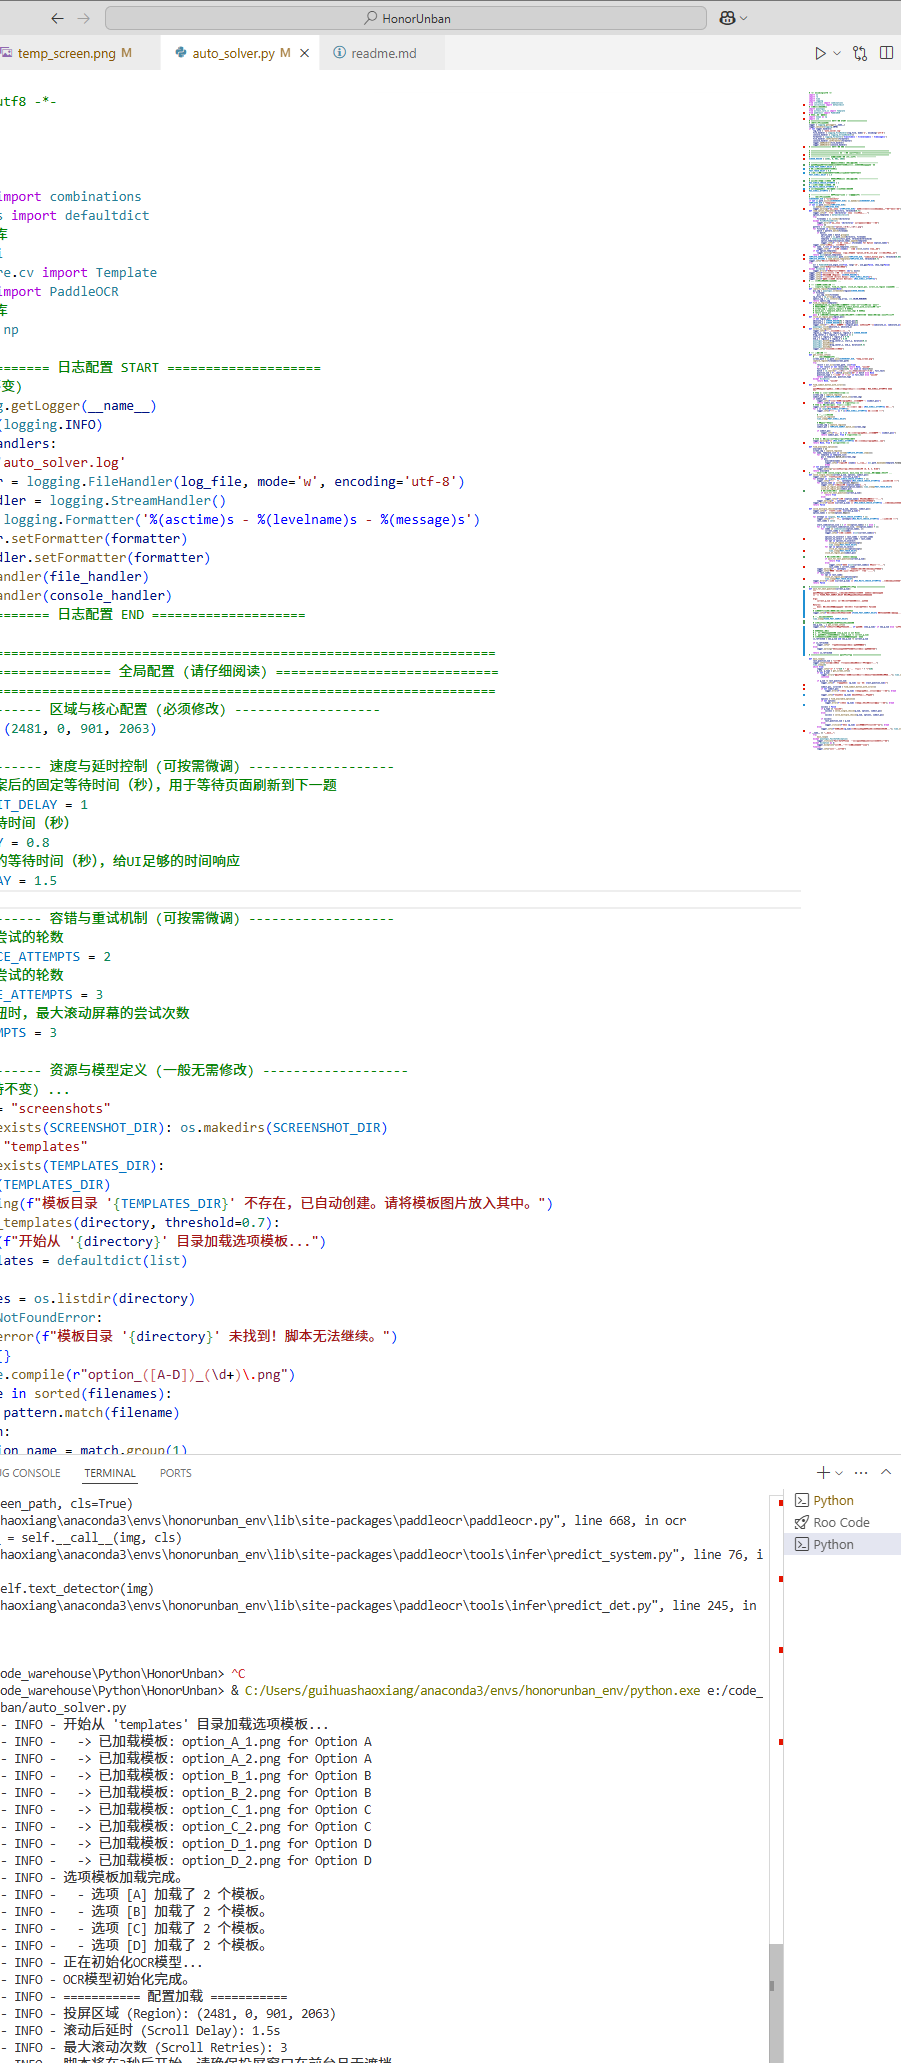 HonorUnban
temp_screen.png M
auto_solver.py M
readme.md
utf8 -*-
import combinations
s import defaultdict
库
re.cv import Template
import PaddleOCR
库
np
======= 日志配置 START ====================
变)
g.getLogger(__name__)
(logging.INFO)
andlers:
'auto_solver.log'
r = logging.FileHandler(log_file, mode='w', encoding='utf-8')
dler = logging.StreamHandler()
logging.Formatter('%(asctime)s - %(levelname)s - %(message)s')
r.setFormatter(formatter)
dler.setFormatter(formatter)
andler(file_handler)
andler(console_handler)
======= 日志配置 END ====================
全局配置 (请仔细阅读)
------ 区域与核心配置 (必须修改) -------------------
(2481, 0, 901, 2063)
------ 速度与延时控制 (可按需微调) -------------------
案后的固定等待时间（秒），用于等待页面刷新到下一题
IT_DELAY = 1
待时间（秒）
Y = 0.8
的等待时间（秒），给UI足够的时间响应
AY = 1.5
------ 容错与重试机制 (可按需微调) -------------------
尝试的轮数
CE_ATTEMPTS = 2
尝试的轮数
E_ATTEMPTS = 3
钮时，最大滚动屏幕的尝试次数
MPTS = 3
------ 资源与模型定义 (一般无需修改) -------------------
持不变) ...
= "screenshots"
exists(SCREENSHOT_DIR): os.makedirs(SCREENSHOT_DIR)
"templates"
exists(TEMPLATES_DIR):
(TEMPLATES_DIR)
ing(f"模板目录 '{TEMPLATES_DIR}' 不存在，已自动创建。请将模板图片放入其中。")
_templates(directory, threshold=0.7):
(f"开始从 '{directory}' 目录加载选项模板...")
lates = defaultdict(list)
es = os.listdir(directory)
NotFoundError:
error(f"模板目录 '{directory}' 未找到！脚本无法继续。")
{}
e.compile(r"option_([A-D])_(\d+)\.png")
e in sorted(filenames):
pattern.match(filename)
h:
ion_name = match.group(1)
UG CONSOLE
TERMINAL
PORTS
Python
Roo Code
Python
een_path, cls=True)
haoxiang\anaconda3\envs\honorunban_env\lib\site-packages\paddleocr\paddleocr.py", line 668, in ocr
_ = self.__call__(img, cls)
haoxiang\anaconda3\envs\honorunban_env\lib\site-packages\paddleocr\tools\infer\predict_system.py", line 76, i
elf.text_detector(img)
haoxiang\anaconda3\envs\honorunban_env\lib\site-packages\paddleocr\tools\infer\predict_det.py", line 245, in
ode_warehouse\Python\HonorUnban> ^C
ode_warehouse\Python\HonorUnban> & C:/Users/guihuashaoxiang/anaconda3/envs/honorunban_env/python.exe e:/code_
ban/auto_solver.py
- INFO - 开始从 'templates' 目录加载选项模板...
- INFO -   -> 已加载模板: option_A_1.png for Option A
- INFO -   -> 已加载模板: option_A_2.png for Option A
- INFO -   -> 已加载模板: option_B_1.png for Option B
- INFO -   -> 已加载模板: option_B_2.png for Option B
- INFO -   -> 已加载模板: option_C_1.png for Option C
- INFO -   -> 已加载模板: option_C_2.png for Option C
- INFO -   -> 已加载模板: option_D_1.png for Option D
- INFO -   -> 已加载模板: option_D_2.png for Option D
- INFO - 选项模板加载完成。
- INFO -   - 选项 [A] 加载了 2 个模板。
- INFO -   - 选项 [B] 加载了 2 个模板。
- INFO -   - 选项 [C] 加载了 2 个模板。
- INFO -   - 选项 [D] 加载了 2 个模板。
- INFO - 正在初始化OCR模型...
- INFO - OCR模型初始化完成。
- INFO - =========== 配置加载 ===========
- INFO - 投屏区域 (Region): (2481, 0, 901, 2063)
- INFO - 滚动后延时 (Scroll Delay): 1.5s
- INFO - 最大滚动次数 (Scroll Retries): 3
- INFO - 脚本将在3秒后开始，请确保投屏窗口在前台且无遮挡